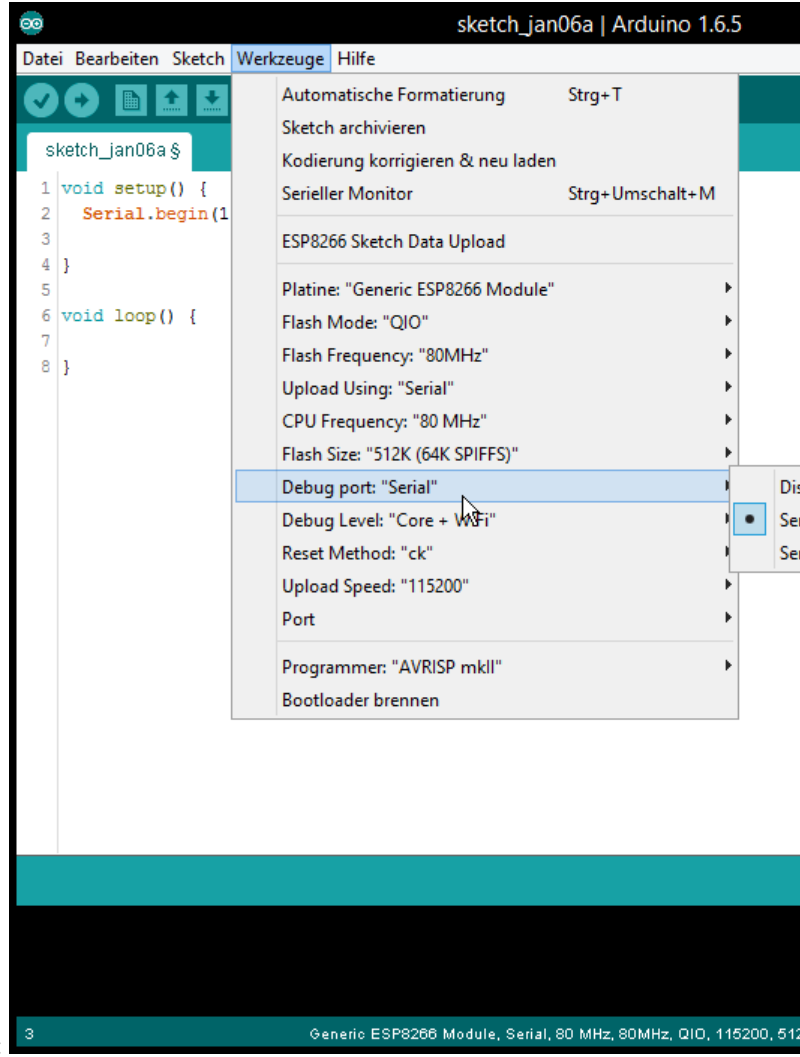 sketch_jan06a | Arduino 1.6.5
Datei Bearbeiten Sketch Werkzeuge Hilfe
sketch_jan06a §
1 void setup() {
2 Serial.begin(1
3
4 }
5
6 void loop() {
7
8 }
Automatische Formatierung Strg+T
Sketch archivieren
Kodierung korrigieren & neu laden
Serieller Monitor Strg+Umschalt+M
ESP8266 Sketch Data Upload
Platine: "Generic ESP8266 Module"
Flash Mode: "QIO"
Flash Frequency: "80MHz"
Upload Using: "Serial"
CPU Frequency: "80 MHz"
Flash Size: "512K (64K SPIFFS)"
Debug port: "Serial"
Debug Level: "Core + WiFi"
Reset Method: "ck"
Upload Speed: "115200"
Port
Programmer: "AVRISP mkII"
Bootloader brennen
Dis
Ser
Ser
3 Generic ESP8266 Module, Serial, 80 MHz, 80MHz, QIO, 115200, 512